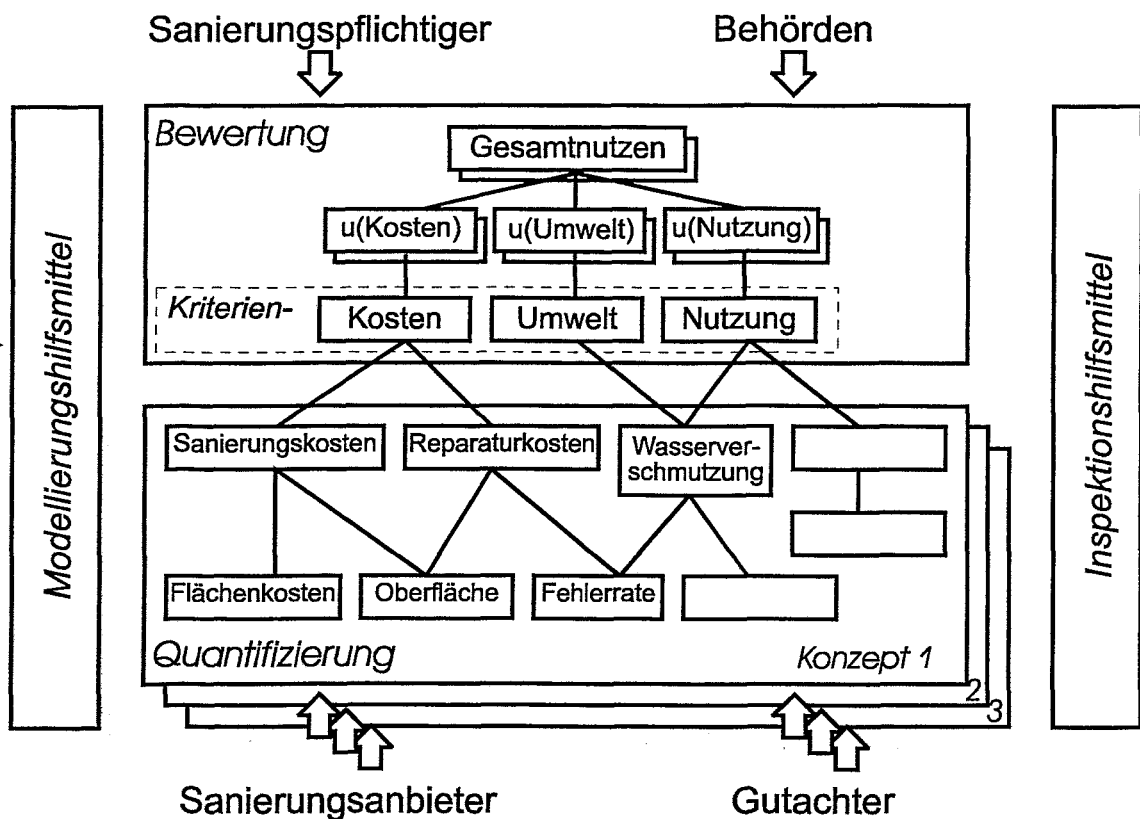 Sanierungspflichtiger
Behörden
Modellierungshilfsmittel
Bewertung
Gesamtnutzen
u(Kosten)
u(Umwelt)
u(Nutzung)
Kriterien-
Kosten
Umwelt
Nutzung
Sanierungskosten
Reparaturkosten
Wasserver-
schmutzung
Flächenkosten
Oberfläche
Fehlerrate
Quantifizierung
Konzept 1
2
3
Inspektionshilfsmittel
Sanierungsanbieter
Gutachter